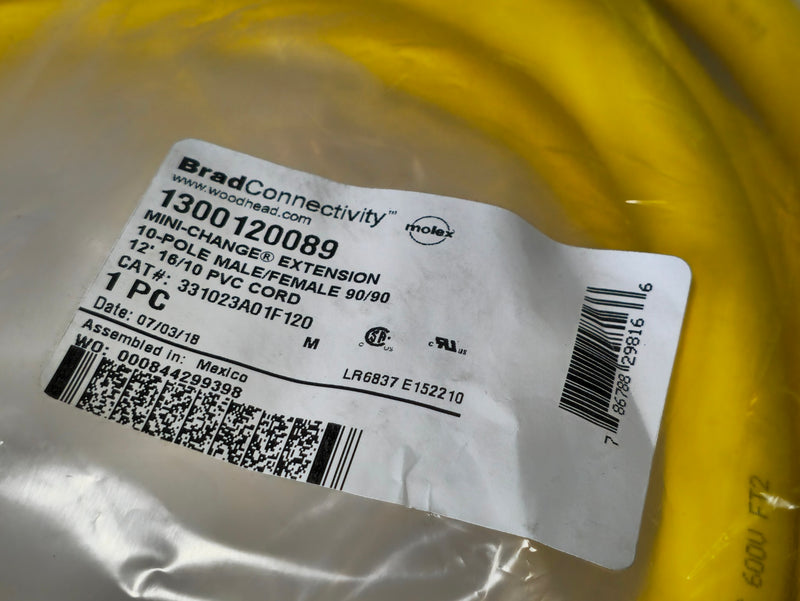 BradConnectivity™
www.woodhead.com
molex
1300120089
MINI-CHANGE® EXTENSION
10-POLE MALE/FEMALE 90/90
12' 16/10 PVC CORD
CAT#: 331023A01F120
1 PC
Date: 07/03/18
M
Assembled in: Mexico
LR6837 E152210
WO: 000844299398
7 86788 29816 6
600V FT2